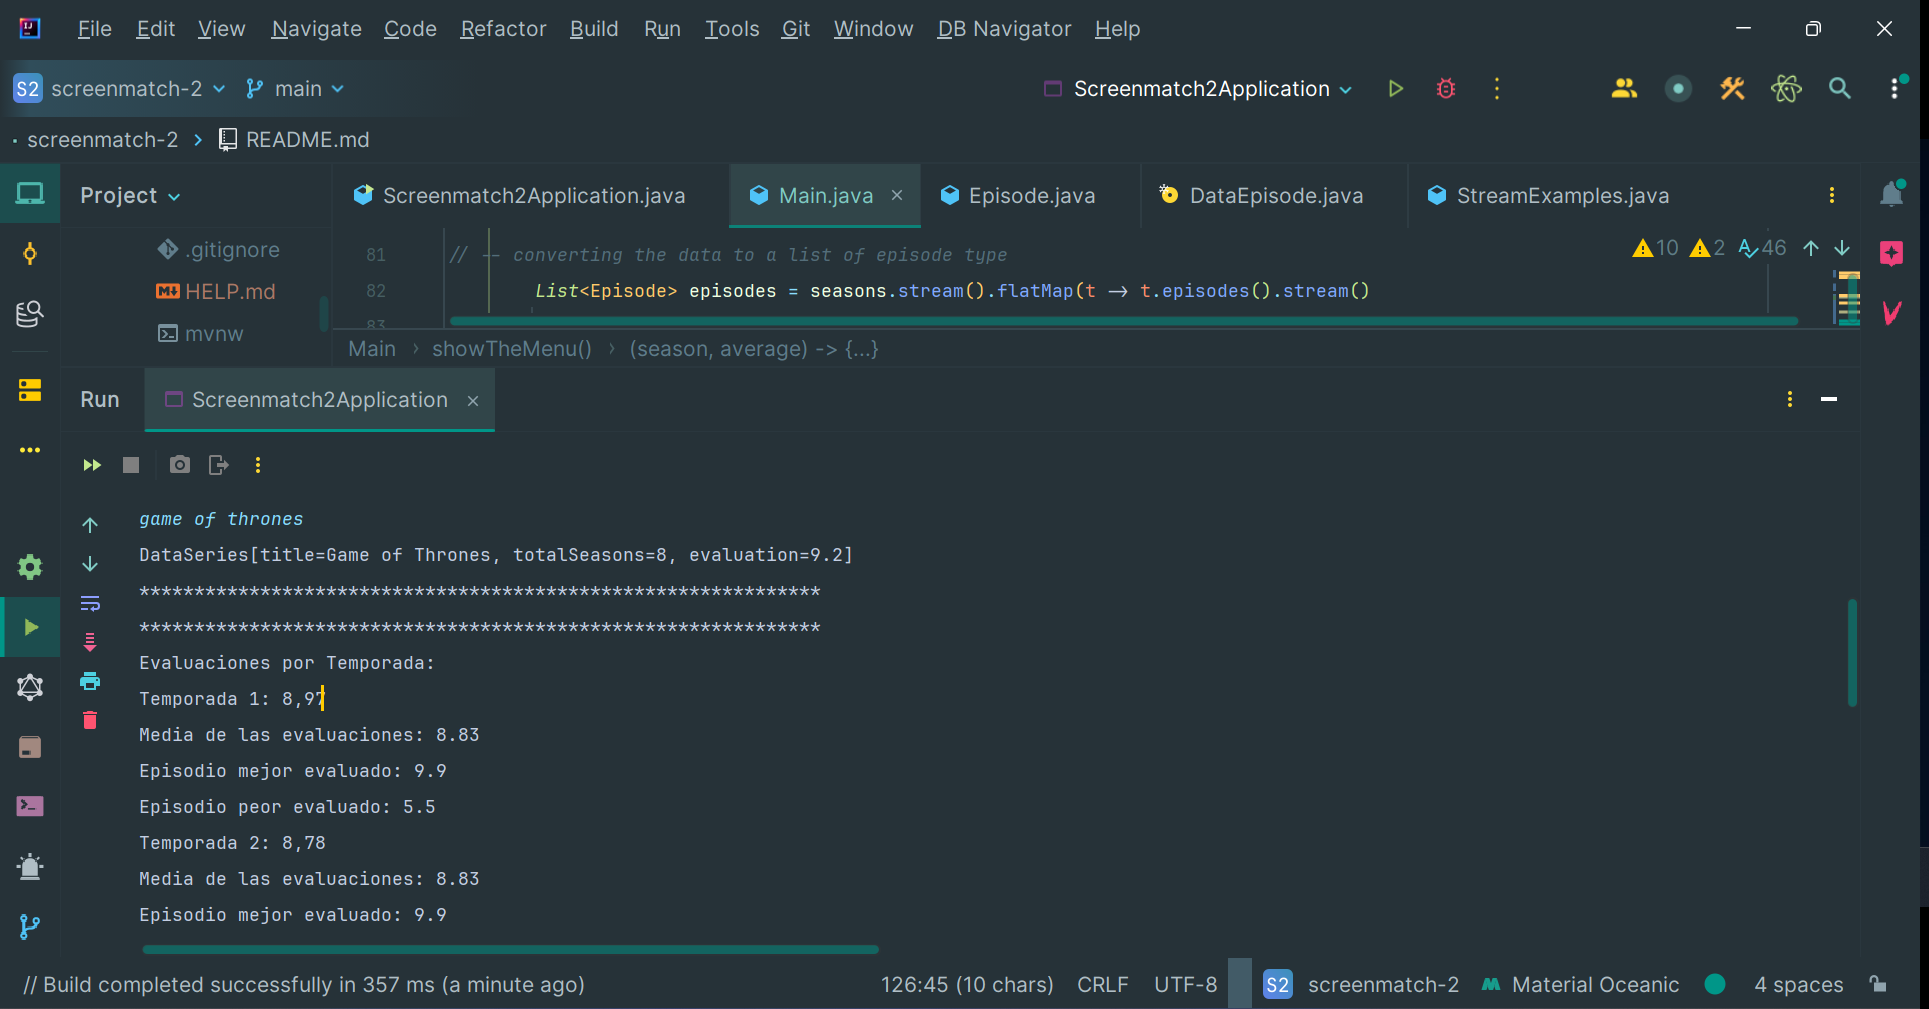 File Edit View Navigate Code Refactor Build Run Tools Git Window DB Navigator Help
S2 screenmatch-2 main Screenmatch2Application
screenmatch-2 README.md
Project Screenmatch2Application.java Main.java Episode.java DataEpisode.java StreamExamples.java
.gitignore
HELP.md
mvnw
81 // -- converting the data to a list of episode type 10 2 46
82 List<Episode> episodes = seasons.stream().flatMap(t -> t.episodes().stream()
83
Main showTheMenu() (season, average) -> {...}
Run Screenmatch2Application
game of thrones
DataSeries[title=Game of Thrones, totalSeasons=8, evaluation=9.2]
**************************************************************
**************************************************************
Evaluaciones por Temporada:
Temporada 1: 8,97
Media de las evaluaciones: 8.83
Episodio mejor evaluado: 9.9
Episodio peor evaluado: 5.5
Temporada 2: 8,78
Media de las evaluaciones: 8.83
Episodio mejor evaluado: 9.9
// Build completed successfully in 357 ms (a minute ago) 126:45 (10 chars) CRLF UTF-8 S2 screenmatch-2 Material Oceanic 4 spaces